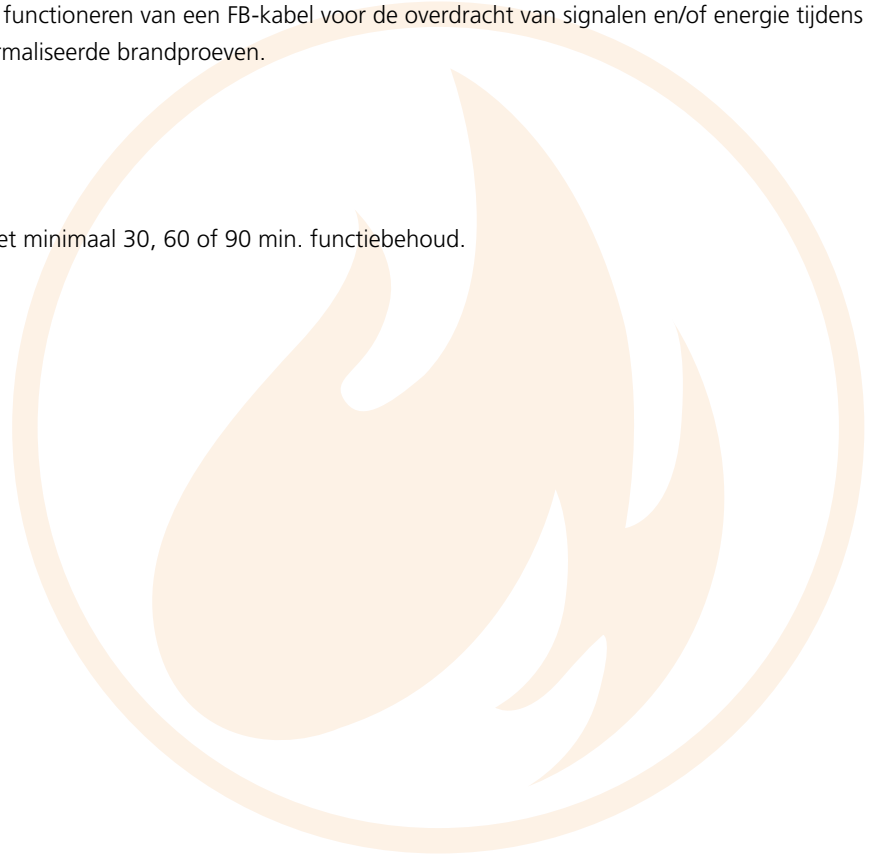 functioneren van een FB-kabel voor de overdracht van signalen en/of energie tijdens
rmaliseerde brandproeven.
et minimaal 30, 60 of 90 min. functiebehoud.